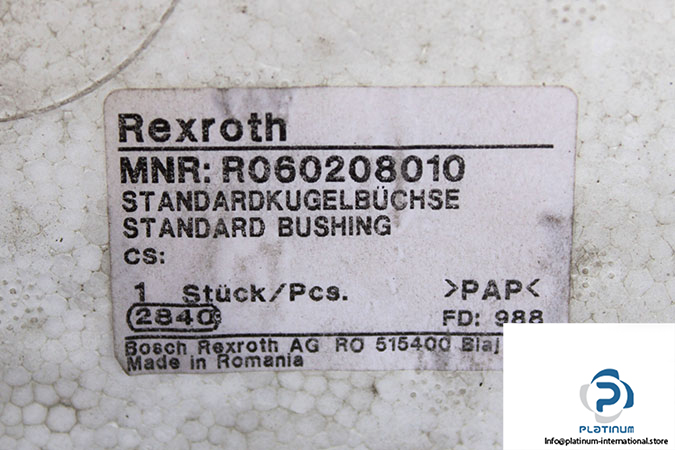 Rexroth
MNR: R060208010
STANDARDKUGELBÜCHSE
STANDARD BUSHING
CS:
1 Stück/Pcs. >PAP<
2840 FD: 988
Bosch Rexroth AG RO 515400 Blaj
Made in Romania
PLATINUM
Info@platinum-international.store